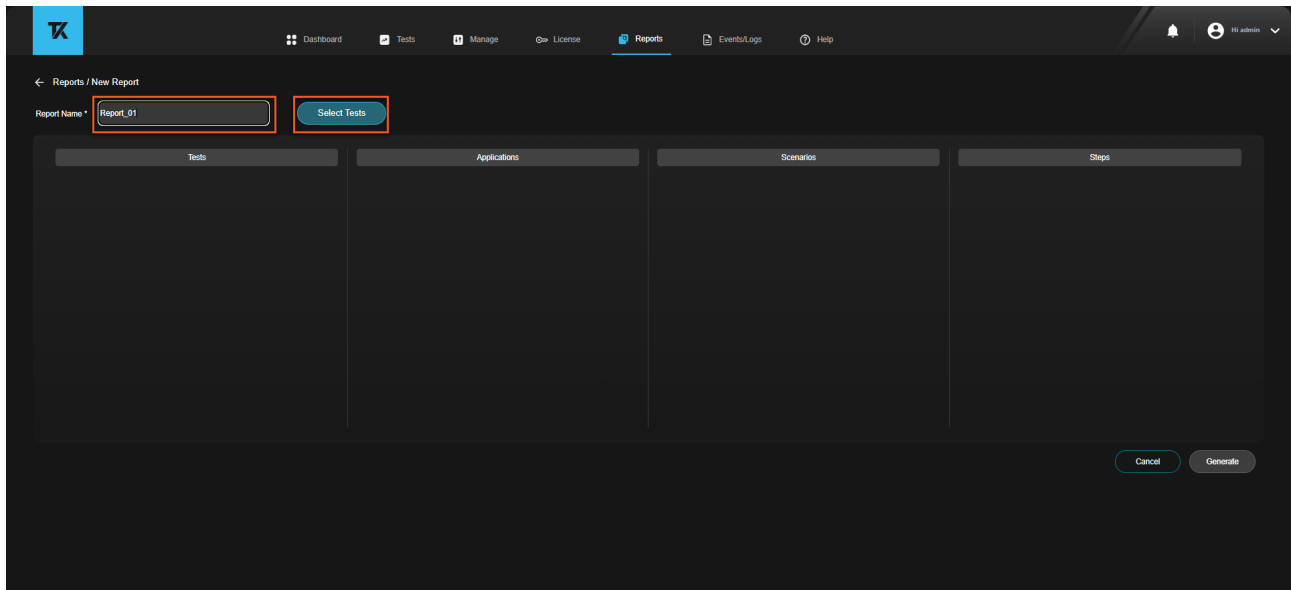 TK
Dashboard Tests Manage License Reports Events/Logs Help Hi admin
Reports / New Report
Report Name * Report_01 Select Tests
Tests Applications Scenarios Steps
Cancel Generate